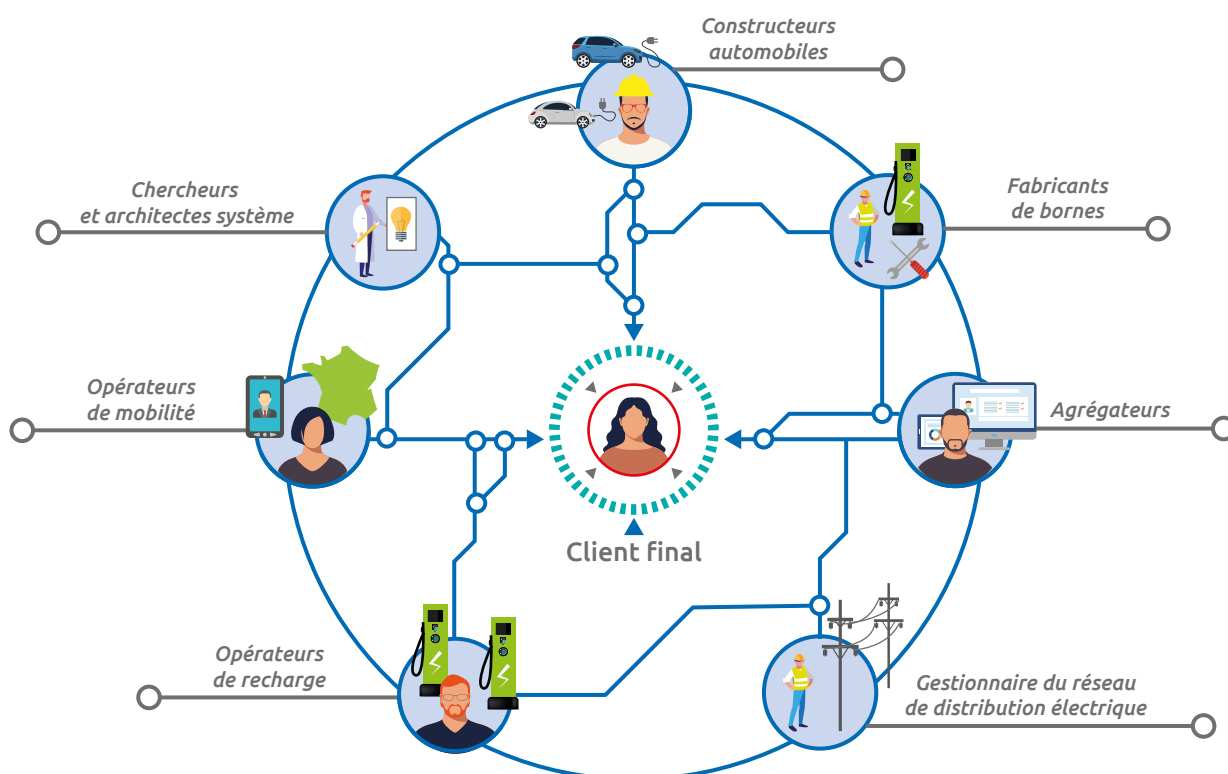 Constructeurs
automobiles
Chercheurs
et architectes système
Fabricants
de bornes
Opérateurs
de mobilité
Agrégateurs
Client final
Opérateurs
de recharge
Gestionnaire du réseau
de distribution électrique